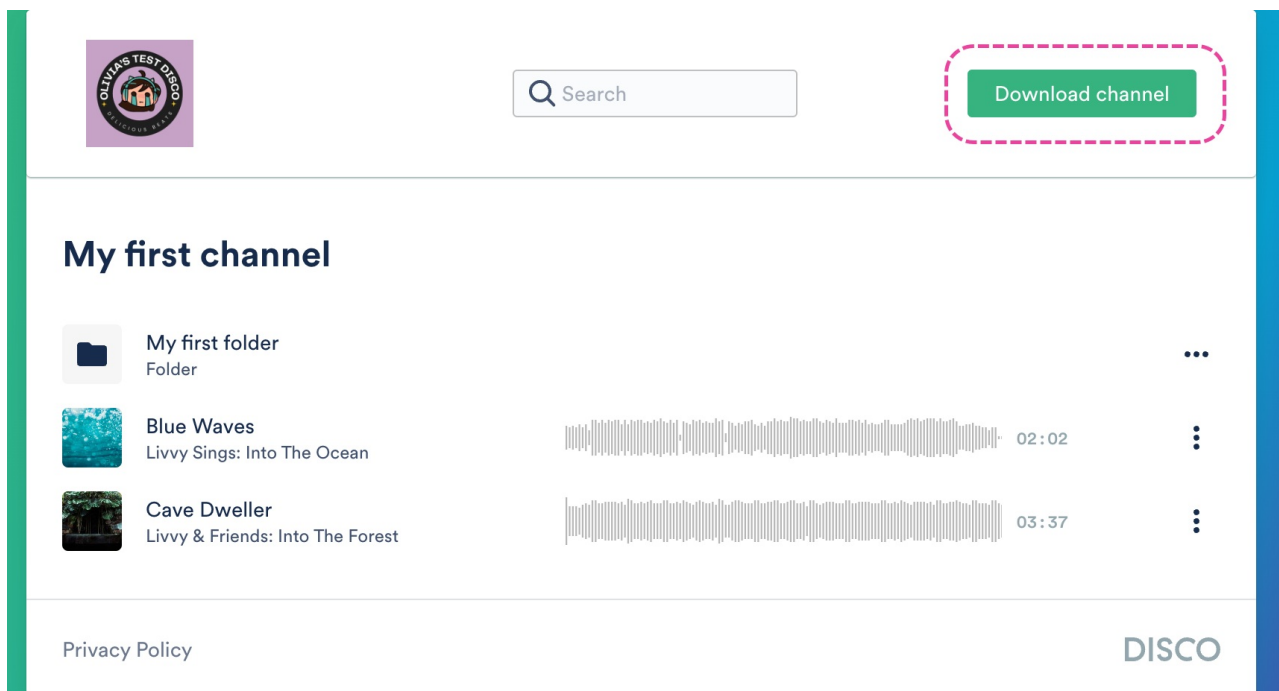 OLIVIA'S TEST DISCO
DELICIOUS BEATS
Search
Download channel
My first channel
My first folder
Folder
Blue Waves
Livvy Sings: Into The Ocean
02:02
Cave Dweller
Livvy & Friends: Into The Forest
03:37
Privacy Policy
DISCO